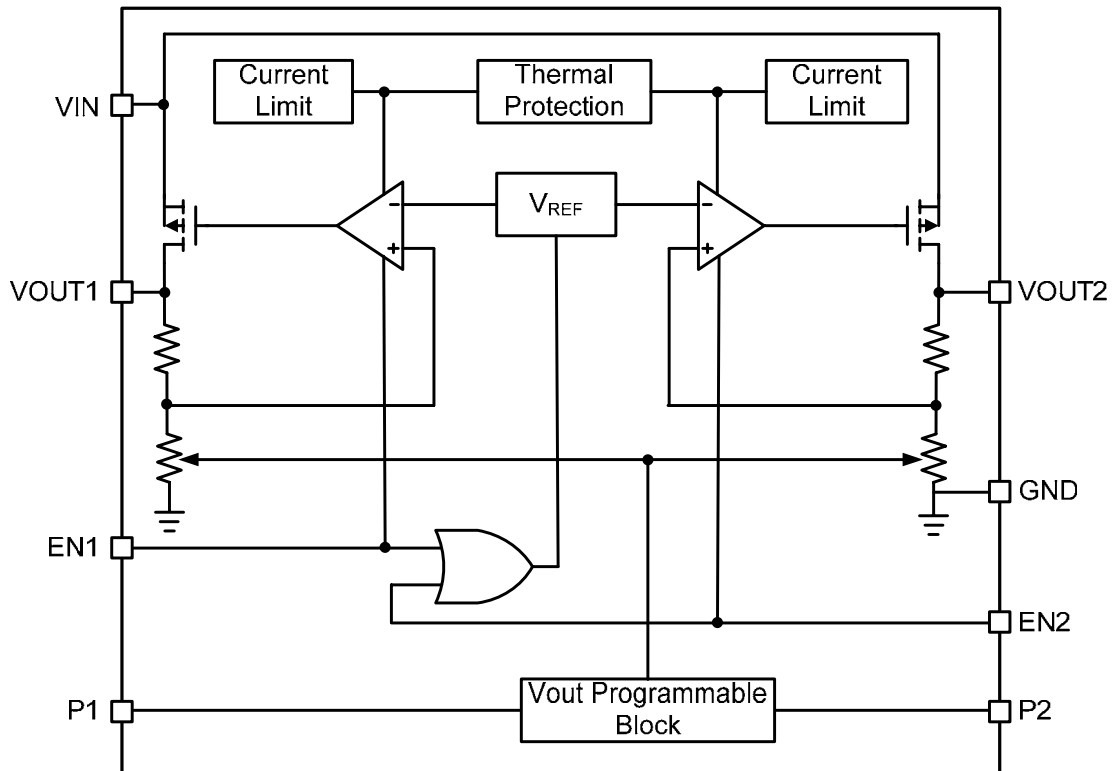 Current
Limit
Thermal
Protection
Current
Limit
VIN
-
VREF
-
+
+
VOUT1
VOUT2
GND
EN1
EN2
Vout Programmable
Block
P1
P2